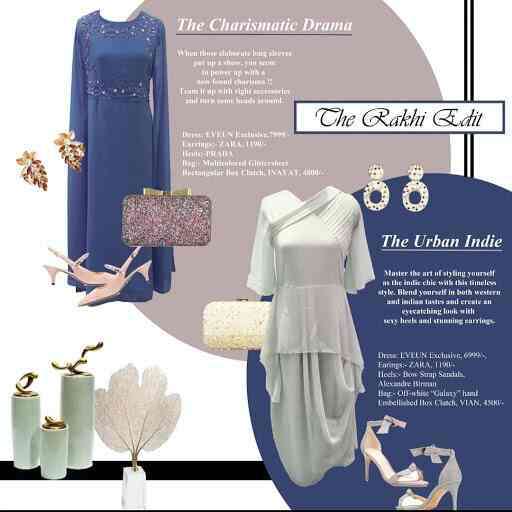 The Charismatic Drama
When those elaborate long sleeves
put up a show, you seem
to power up with a
new found charisma !!
Team it up with right accessories
and turn some heads around.
Dress: EVEUN Exclusive,7999/-
Earrings:- ZARA, 1190/-
Heels:-PRADA
Bag:- Multicolored Glittersheet
Rectangular Box Clutch, INAYAT, 4800/-
The Rakhi Edit
The Urban Indie
Master the art of styling yourself
as the indie chic with this timeless
style. Blend yourself in both western
and indian tastes and create an
eyecatching look with
sexy heels and stunning earrings.
Dress: EVEUN Exclusive, 6999/-,
Earings:- ZARA, 1190/-
Heels:- Bow Strap Sandals,
Alexandre Birman
Bag:- Off-white "Galaxy" hand
Embellished Box Clutch, VIAN, 4500/-